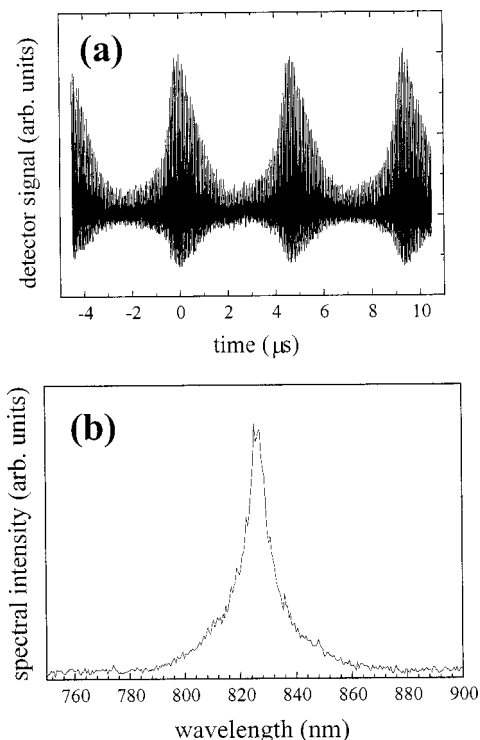 (a)
detector signal (arb. units)
-4 -2 0 2 4 6 8 10
time (μs)
(b)
spectral intensity (arb. units)
760 780 800 820 840 860 880 900
wavelength (nm)